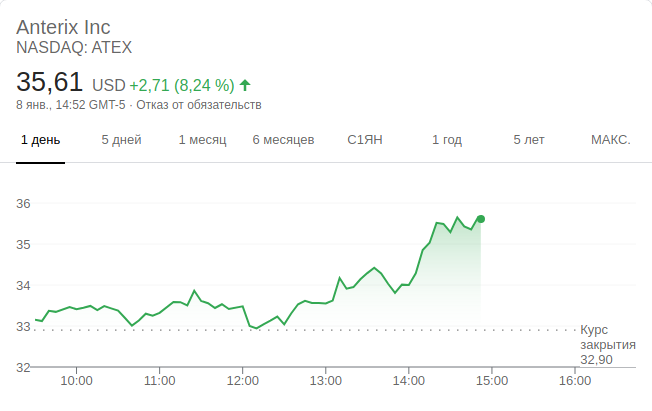 Anterix Inc
NASDAQ: ATEX
35,61 USD +2,71 (8,24 %)
8 янв., 14:52 GMT-5 · Отказ от обязательств
1 день 5 дней 1 месяц 6 месяцев С1ЯН 1 год 5 лет МАКС.
36
35
34
33
32
Курс
закрытия
32,90
10:00 11:00 12:00 13:00 14:00 15:00 16:00